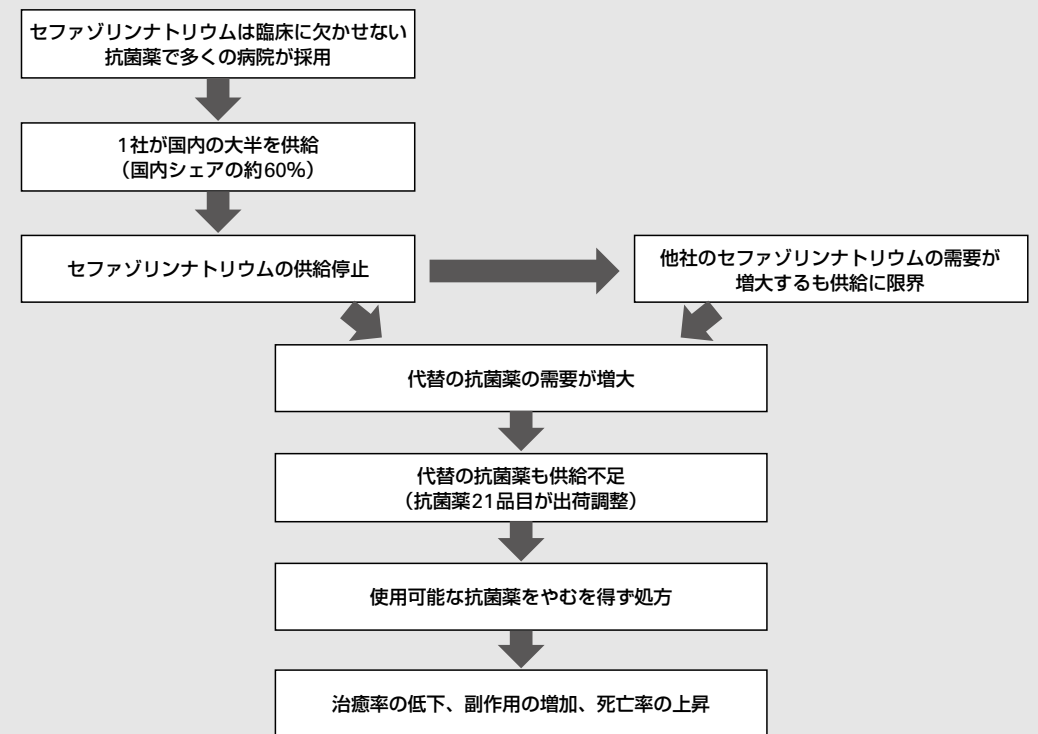 セファゾリンナトリウムは臨床に欠かせない
抗菌薬で多くの病院が採用
1社が国内の大半を供給
（国内シェアの約60％）
セファゾリンナトリウムの供給停止
他社のセファゾリンナトリウムの需要が
増大するも供給に限界
代替の抗菌薬の需要が増大
代替の抗菌薬も供給不足
（抗菌薬21品目が出荷調整）
使用可能な抗菌薬をやむを得ず処方
治癒率の低下、副作用の増加、死亡率の上昇